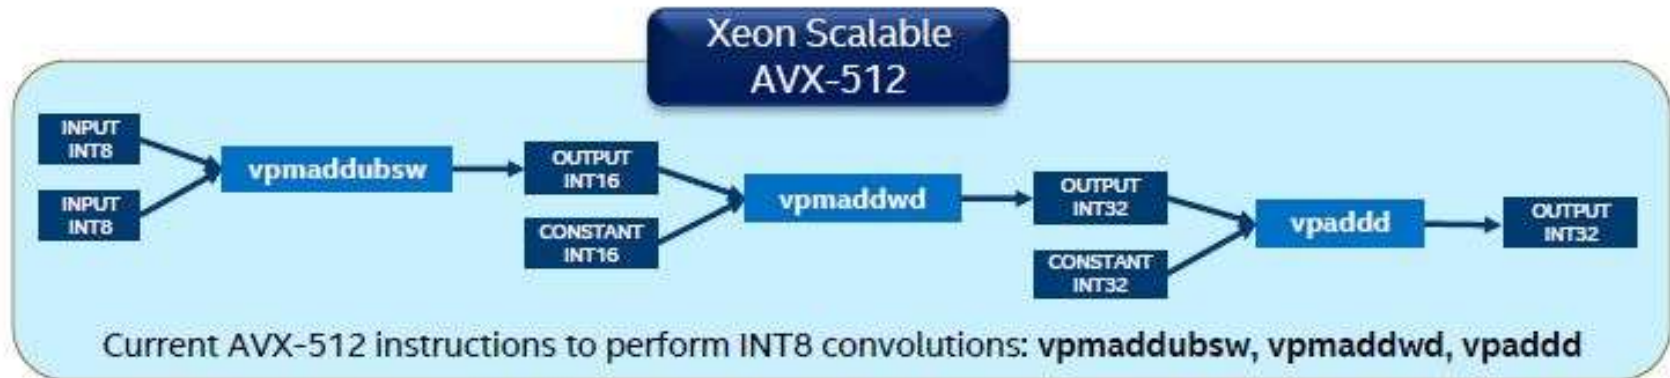 Xeon Scalable
AVX-512
INPUT
INT8
INPUT
INT8
vpmaddubsw
OUTPUT
INT16
CONSTANT
INT16
vpmaddwd
OUTPUT
INT32
CONSTANT
INT32
vpaddd
OUTPUT
INT32
Current AVX-512 instructions to perform INT8 convolutions: vpmaddubsw, vpmaddwd, vpaddd